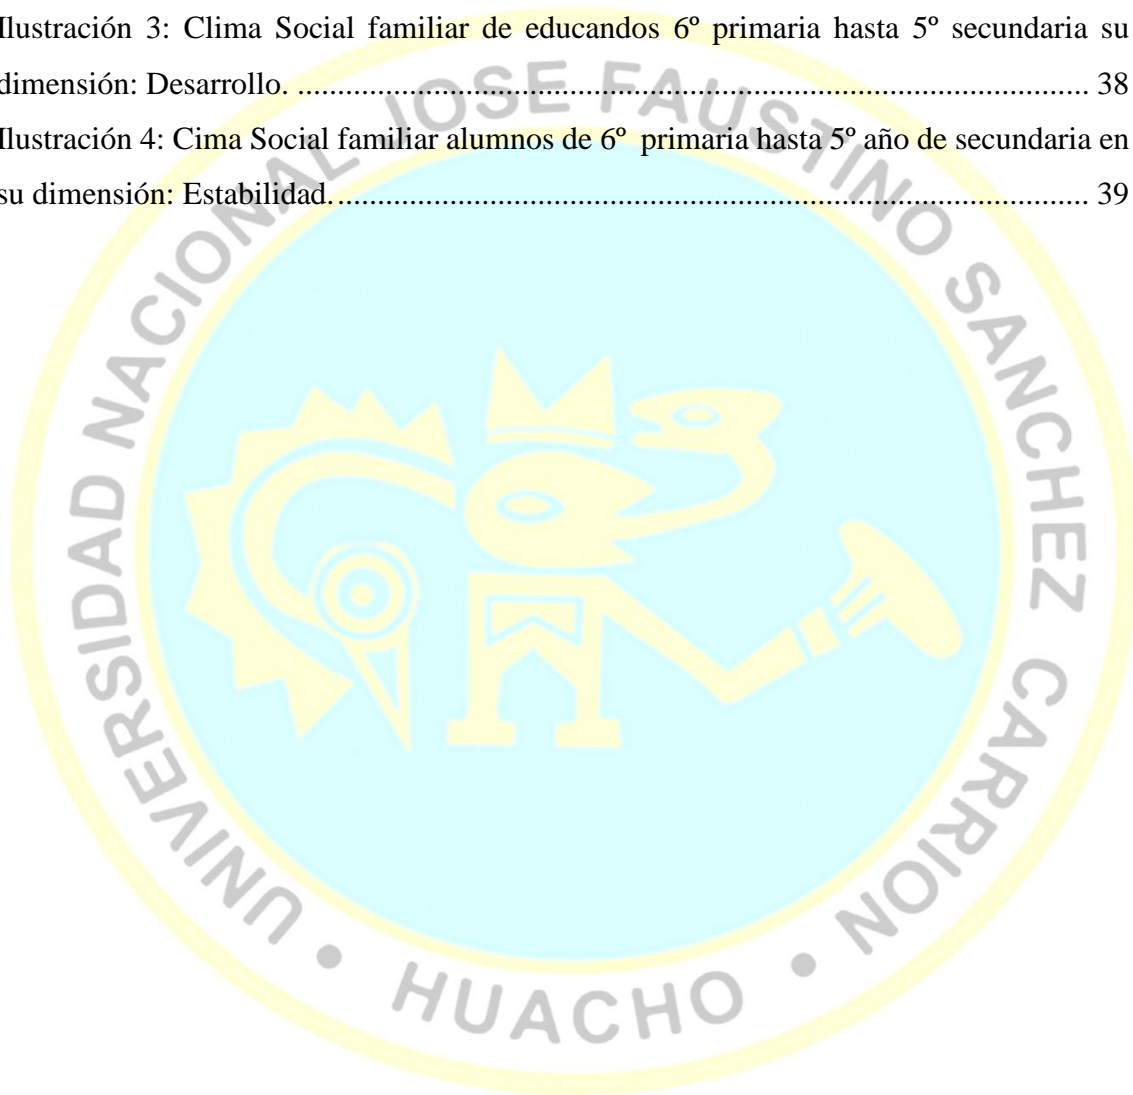 Ilustración 3: Clima Social familiar de educandos 6º primaria hasta 5º secundaria su
dimensión: Desarrollo. .................................................................................................. 38
Ilustración 4: Cima Social familiar alumnos de 6º primaria hasta 5º año de secundaria en
su dimensión: Estabilidad. ............................................................................................. 39
UNIVERSIDAD NACIONAL JOSE FAUSTINO SANCHEZ CARRION • HUACHO •